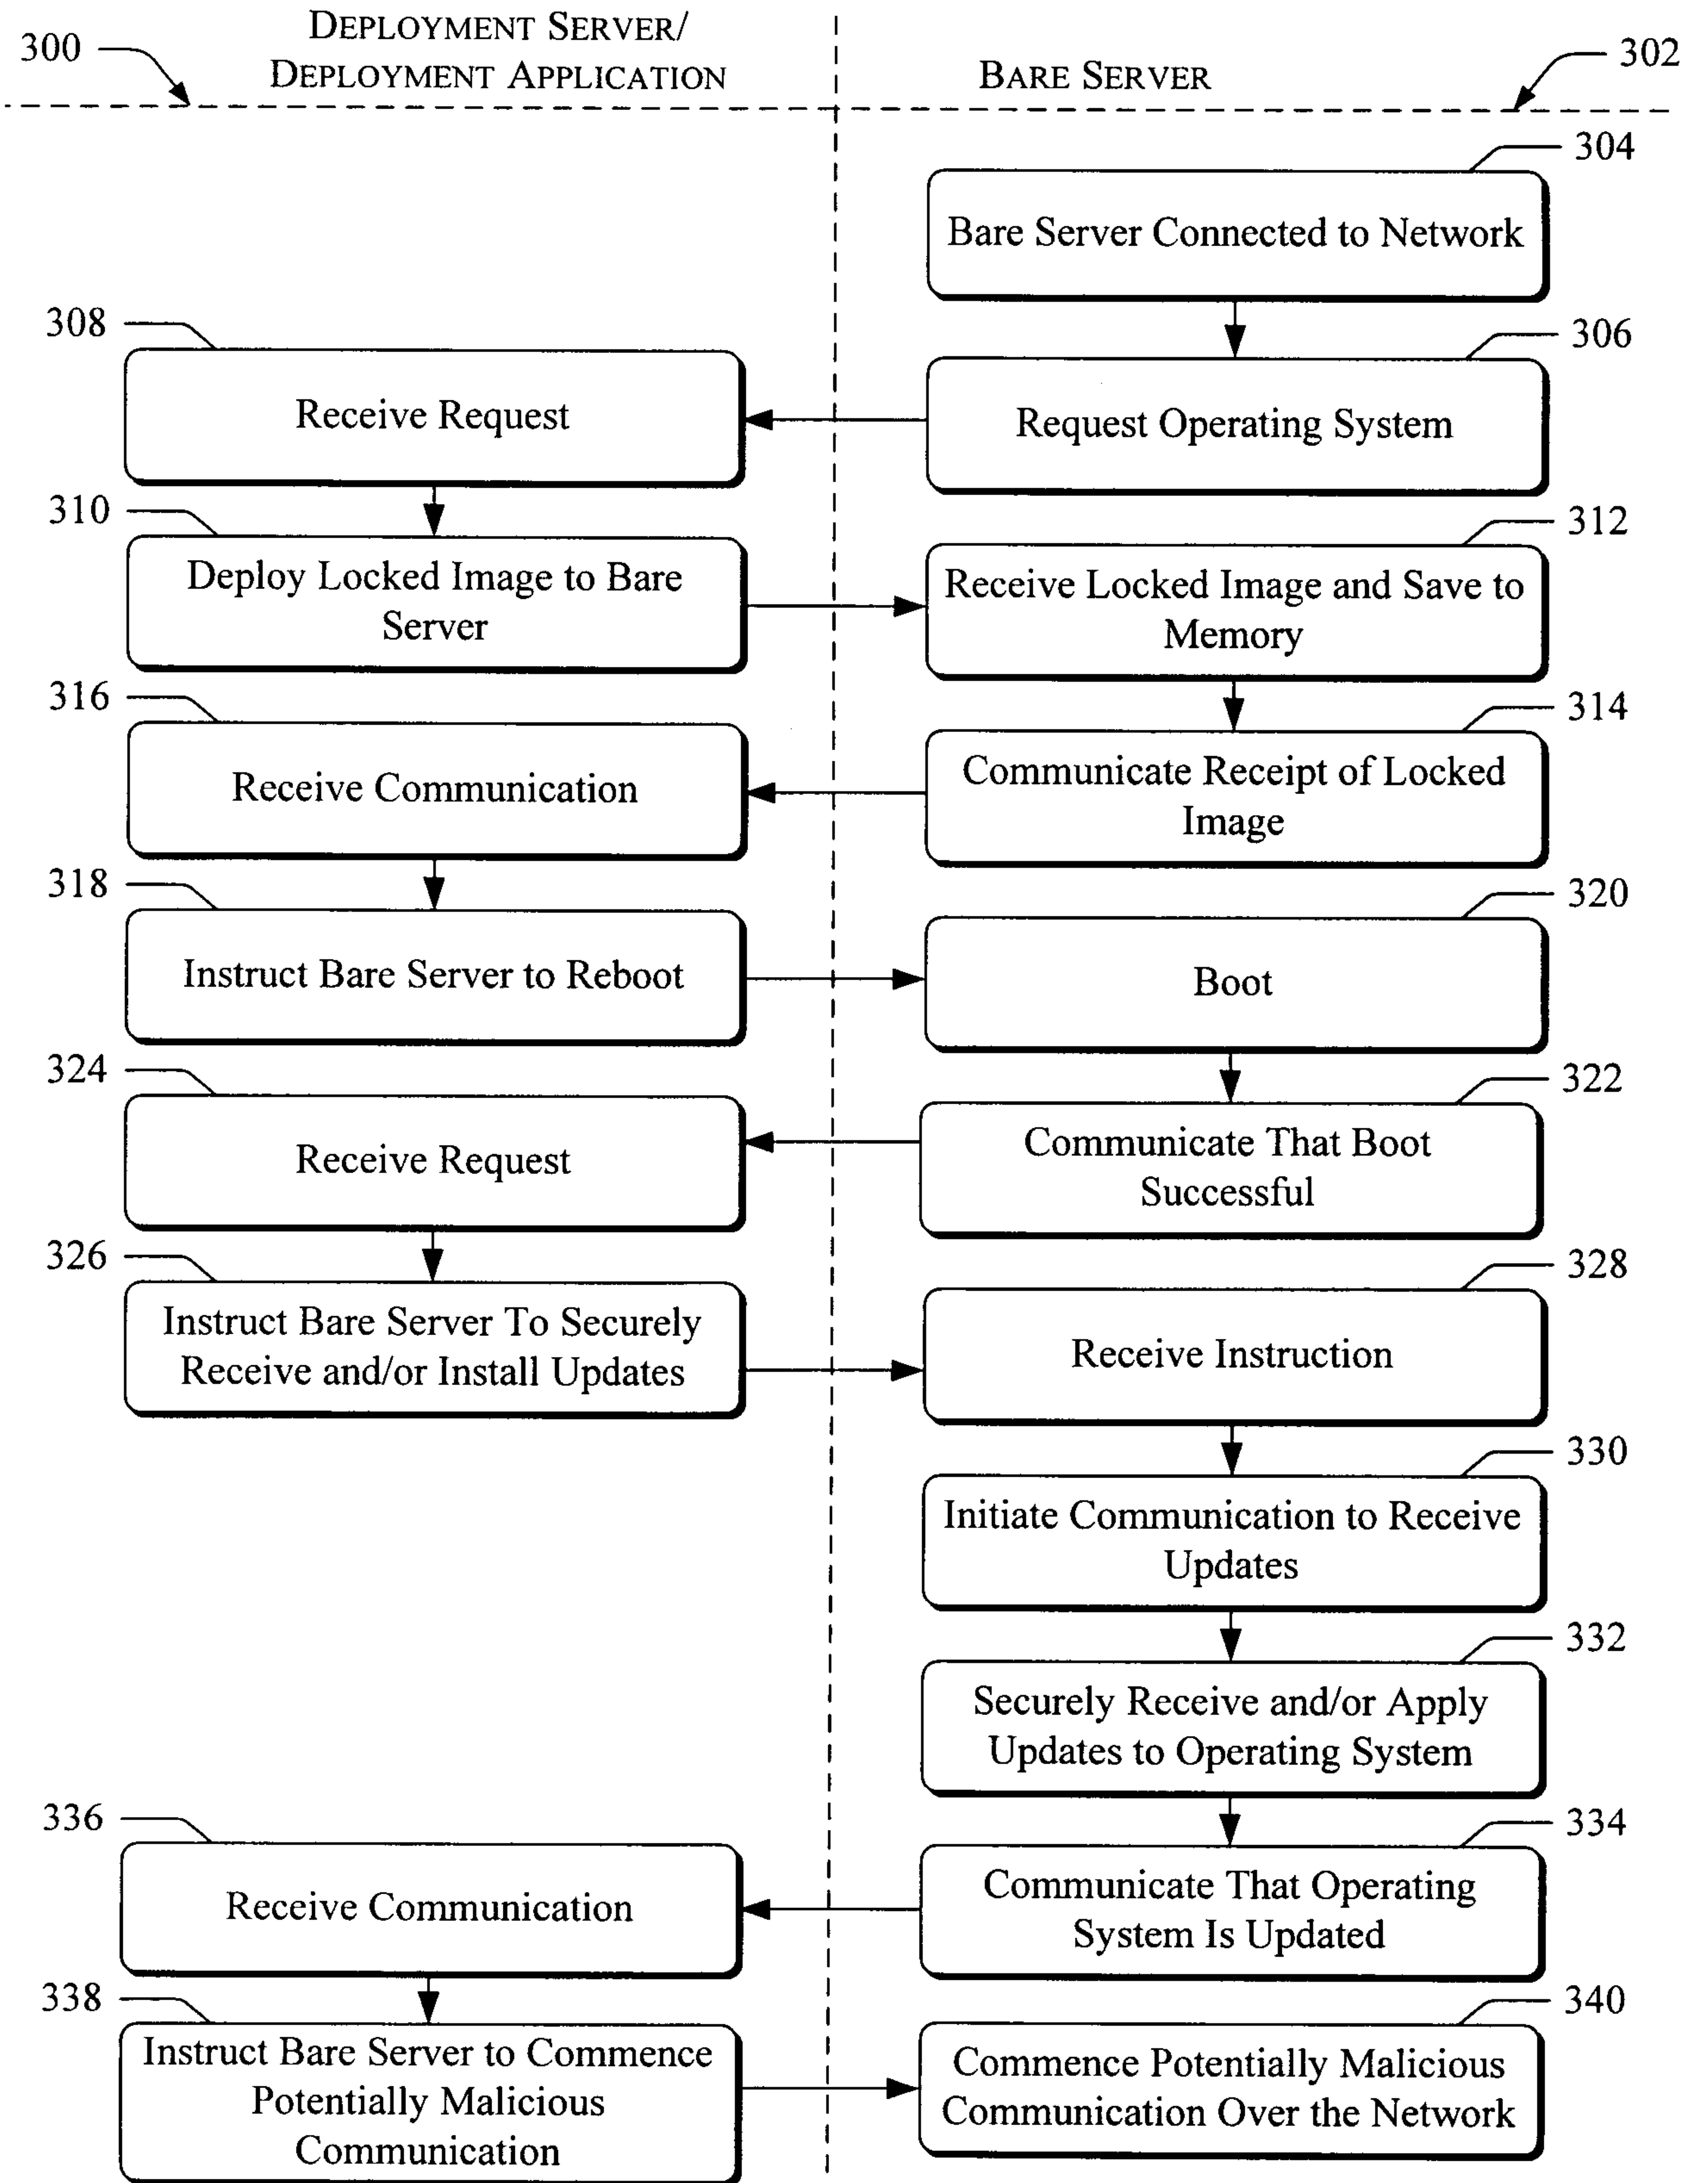 300
DEPLOYMENT SERVER/
DEPLOYMENT APPLICATION
BARE SERVER
302
304
Bare Server Connected to Network
308
306
Receive Request
Request Operating System
310
312
Deploy Locked Image to Bare
Server
Receive Locked Image and Save to
Memory
316
314
Receive Communication
Communicate Receipt of Locked
Image
318
320
Instruct Bare Server to Reboot
Boot
324
322
Receive Request
Communicate That Boot
Successful
326
328
Instruct Bare Server To Securely
Receive and/or Install Updates
Receive Instruction
330
Initiate Communication to Receive
Updates
332
Securely Receive and/or Apply
Updates to Operating System
336
334
Receive Communication
Communicate That Operating
System Is Updated
338
340
Instruct Bare Server to Commence
Potentially Malicious
Communication
Commence Potentially Malicious
Communication Over the Network